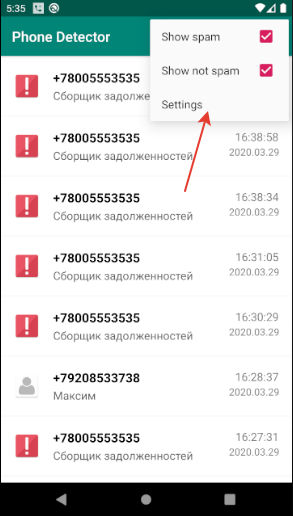 5:35
Phone Detector
Show spam
Show not spam
Settings
+78005553535
Сборщик задолжен
+78005553535
16:38:58
Сборщик задолженностей
2020.03.29
+78005553535
16:38:34
Сборщик задолженностей
2020.03.29
+78005553535
16:31:05
Сборщик задолженностей
2020.03.29
+78005553535
16:30:29
Сборщик задолженностей
2020.03.29
+79208533738
16:28:37
Максим
2020.03.29
+78005553535
16:27:31
Сборщик задолженностей
2020.03.29